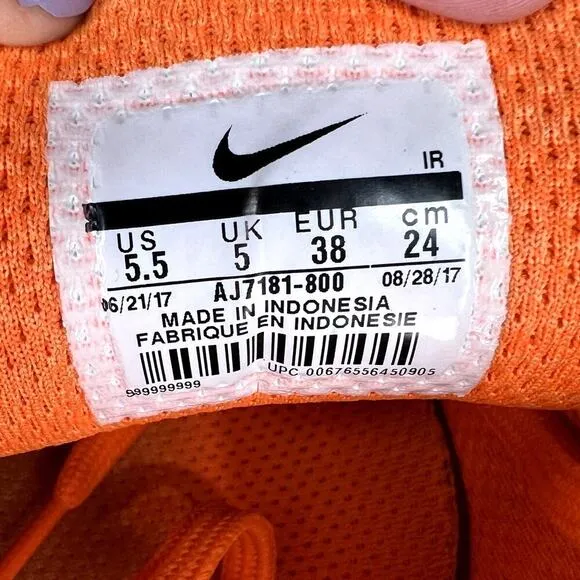 IR
US UK EUR cm
5.5 5 38 24
06/21/17 AJ7181-800 08/28/17
MADE IN INDONESIA
FABRIQUE EN INDONESIE
999999999 UPC 00676556450905